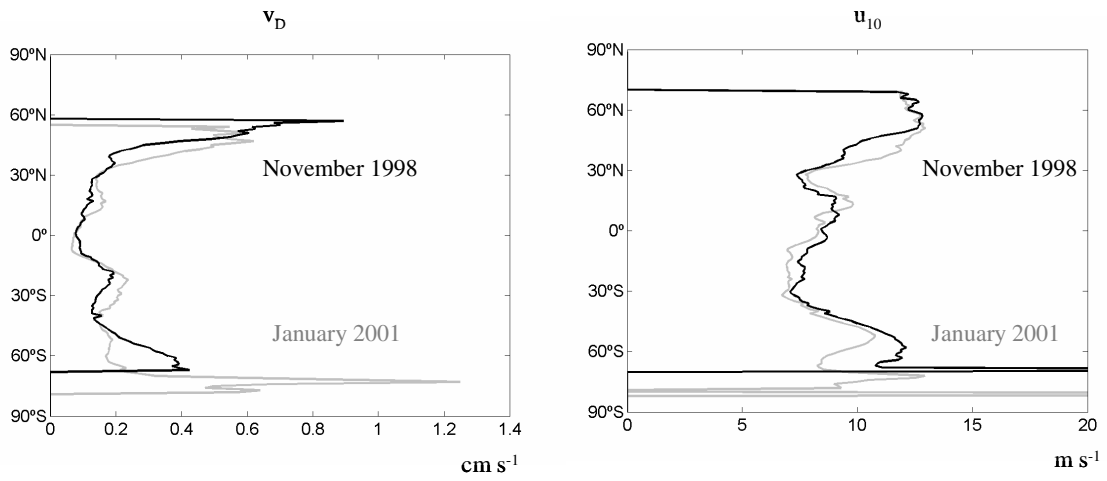 v_D
90ºN
60ºN
30ºN
0º
30ºS
60ºS
90ºS
0 0.2 0.4 0.6 0.8 1 1.2 1.4
November 1998
January 2001
cm s⁻¹
u₁₀
90ºN
60ºN
30ºN
0º
30ºS
60ºS
90ºS
0 5 10 15 20
November 1998
January 2001
m s⁻¹